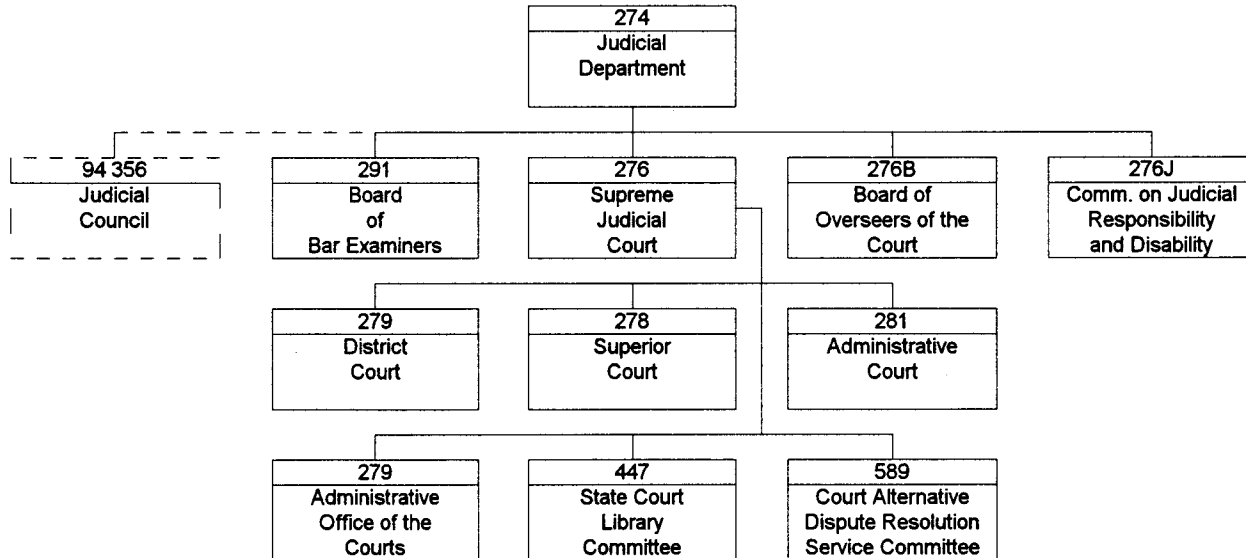 274
Judicial
Department
94 356
Judicial
Council
291
Board
of
Bar Examiners
276
Supreme
Judicial
Court
276B
Board of
Overseers of the
Court
276J
Comm. on Judicial
Responsibility
and Disability
279
District
Court
278
Superior
Court
281
Administrative
Court
279
Administrative
Office of the
Courts
447
State Court
Library
Committee
589
Court Alternative
Dispute Resolution
Service Committee